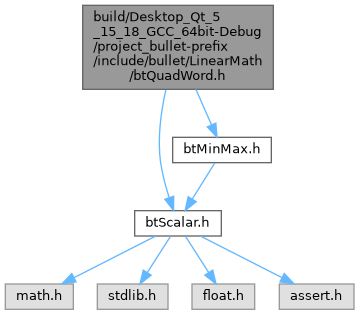 build/Desktop_Qt_5
_15_18_GCC_64bit-Debug
/project_bullet-prefix
/include/bullet/LinearMath
/btQuadWord.h
btMinMax.h
btScalar.h
math.h
stdlib.h
float.h
assert.h